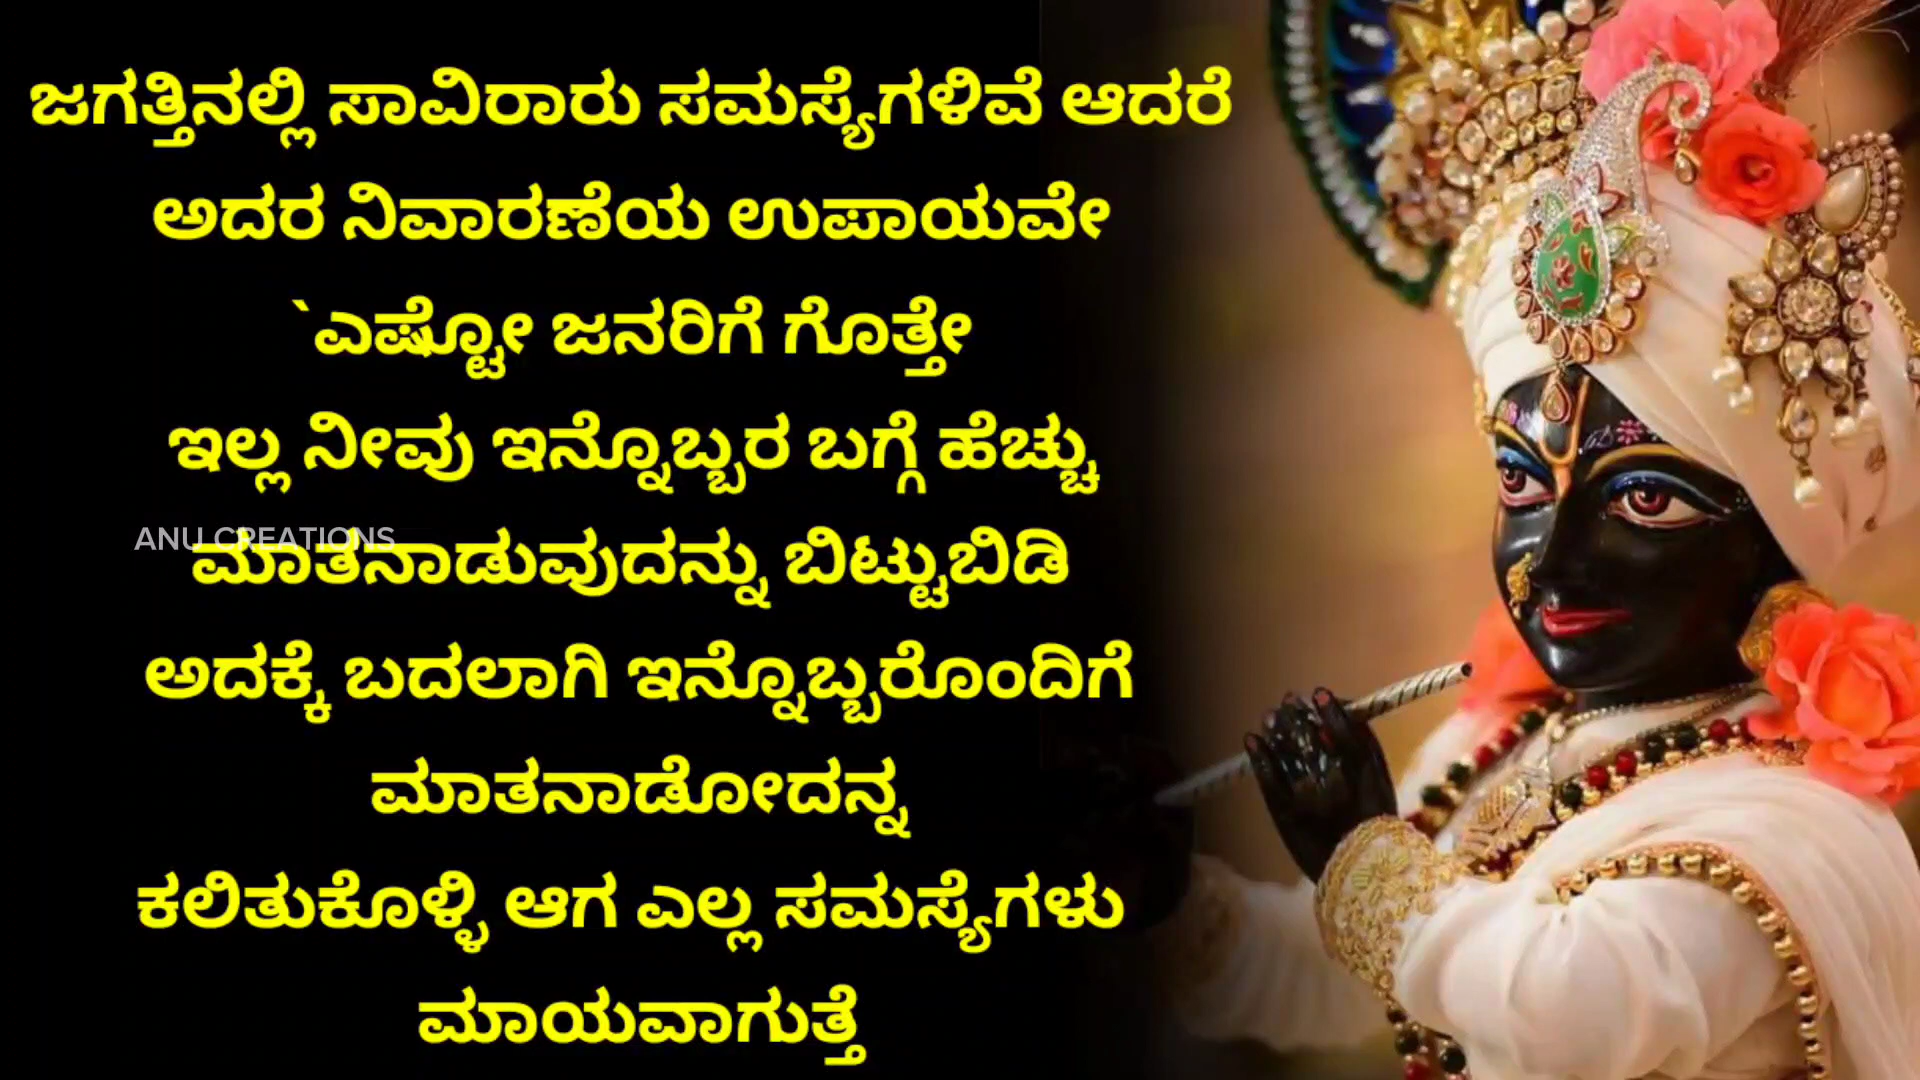 ಜಗತ್ತಿನಲ್ಲಿ ಸಾವಿರಾರು ಸಮಸ್ಯೆಗಳಿವೆ ಆದರೆ
ಅದರ ನಿವಾರಣೆಯ ಉಪಾಯವೇ
`ಎಷ್ಟೋ ಜನರಿಗೆ ಗೊತ್ತೇ
ಇಲ್ಲ ನೀವು ಇನ್ನೊಬ್ಬರ ಬಗ್ಗೆ ಹೆಚ್ಚು
ANU CREATIONS
ಮಾತನಾಡುವುದನ್ನು ಬಿಟ್ಟುಬಿಡಿ
ಅದಕ್ಕೆ ಬದಲಾಗಿ ಇನ್ನೊಬ್ಬರೊಂದಿಗೆ
ಮಾತನಾಡೋದನ್ನ
ಕಲಿತುಕೊಳ್ಳಿ ಆಗ ಎಲ್ಲ ಸಮಸ್ಯೆಗಳು
ಮಾಯವಾಗುತ್ತೆ